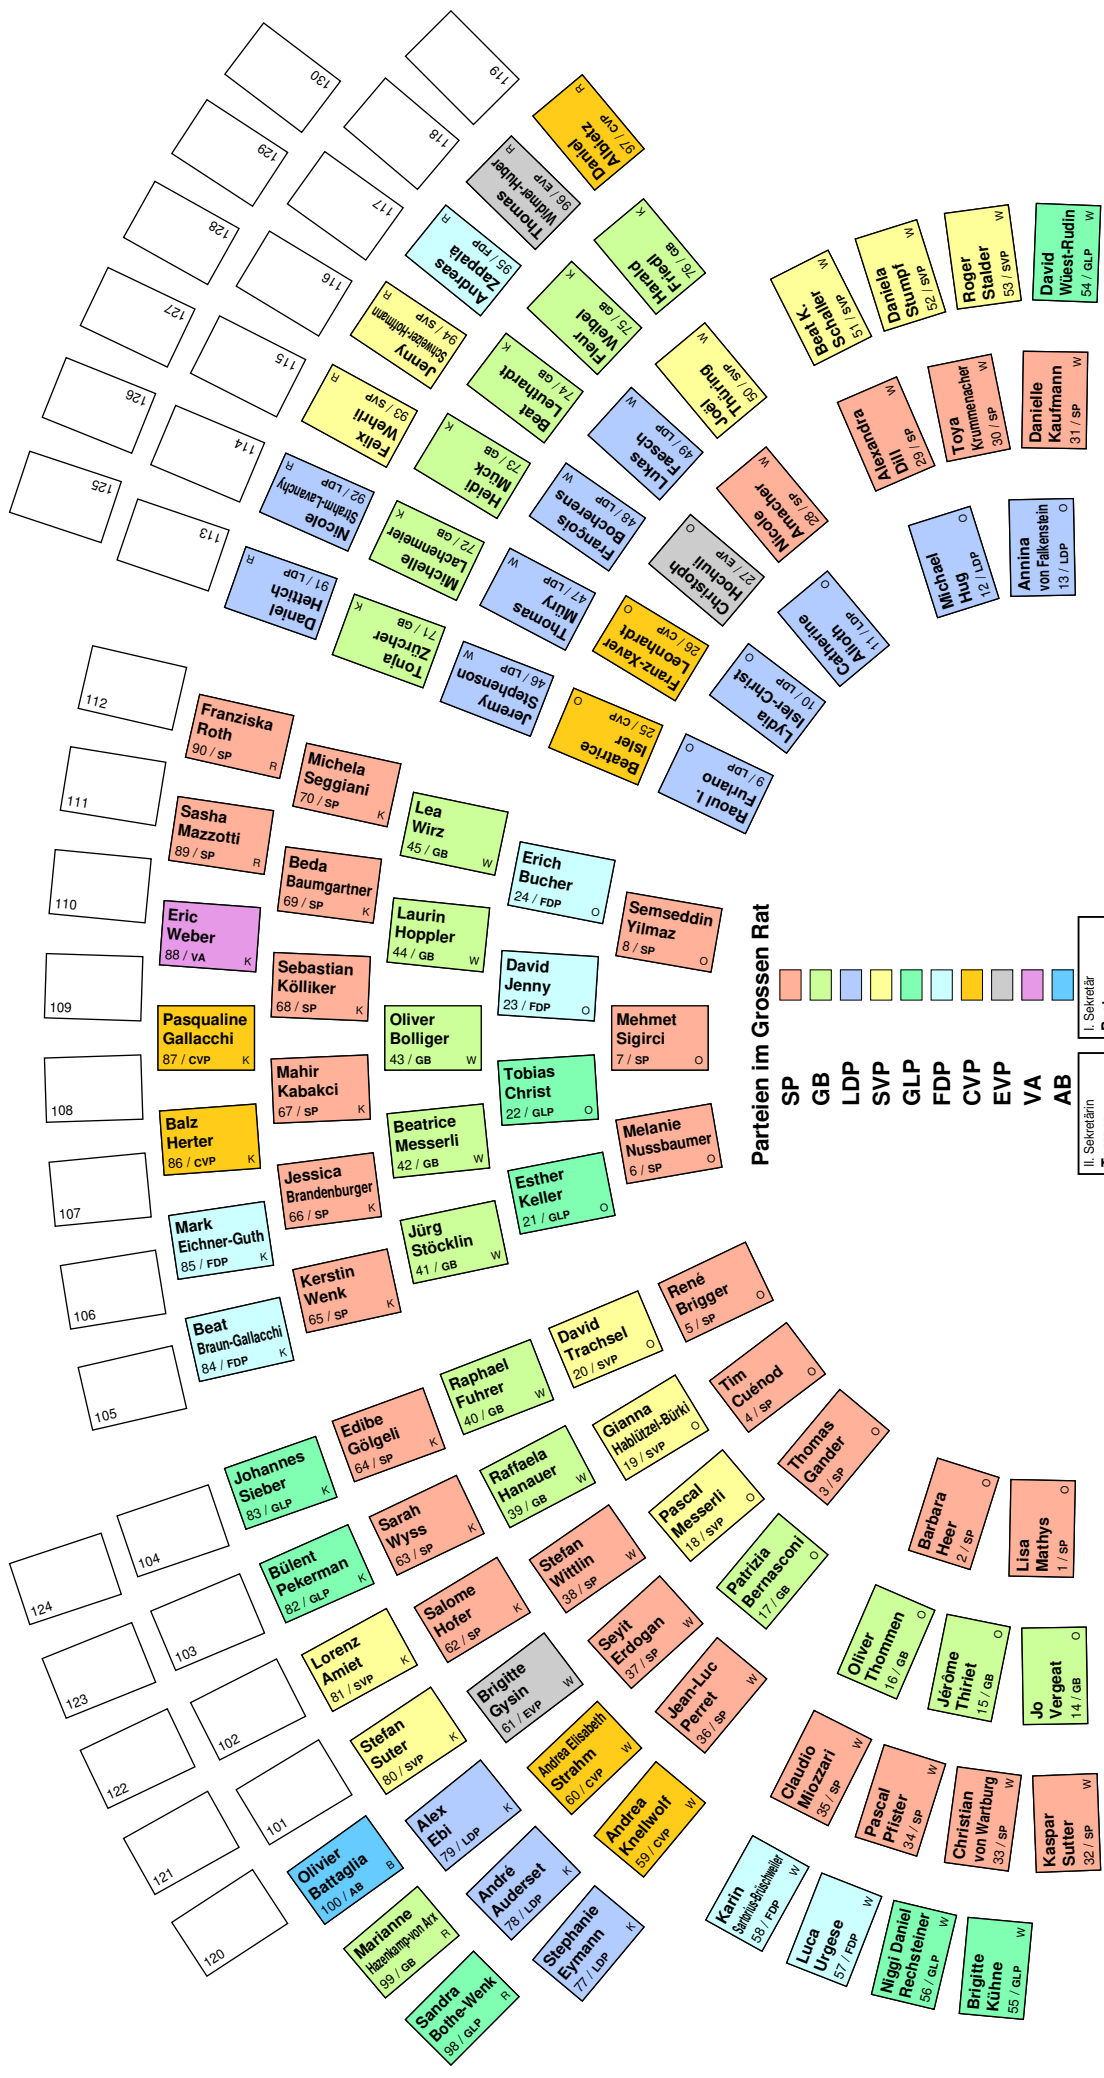 130
129
128
127
126
125
119
118
117
116
115
114
113
Daniel
Albietz
97 / CVP
R
Thomas
Widmer-Huber
96 / EVP
R
Andreas
Zappalà
95 / FDP
R
Jenny
Schweizer-Hoffmann
94 / SVP
R
Felix
Wehrli
93 / SVP
R
Nicole
Strahm-Lavanchy
92 / LDP
R
Daniel
Hettich
91 / LDP
R
Harald
Friedl
76 / GB
K
Fleur
Weibel
75 / GB
K
Beat
Leuthardt
74 / GB
K
Heidi
Mück
73 / GB
K
Michelle
Lachenmeier
72 / GB
K
Tonja
Zürcher
71 / GB
K
Beat K.
Schaller
51 / SVP
W
Daniela
Stumpf
52 / SVP
W
Roger
Stalder
53 / SVP
W
David
Wüest-Rudin
54 / GLP
W
Joël
Thüring
50 / SVP
W
Lukas
Faesch
49 / LDP
W
François
Bocherens
48 / LDP
W
Thomas
Müry
47 / LDP
W
Jeremy
Stephenson
46 / LDP
W
Alexandra
Dill
29 / SP
W
Toya
Krummenacher
30 / SP
W
Danielle
Kaufmann
31 / SP
W
Nicole
Amacher
28 / SP
W
Christoph
Hochuli
27 / EVP
O
Franz-Xaver
Leonhardt
26 / CVP
O
Beatrice
Isler
25 / CVP
O
Michael
Hug
12 / LDP
O
Annina
von Falkenstein
13 / LDP
O
Catherine
Alioth
11 / LDP
O
Lydia
Isler-Christ
10 / LDP
O
Raoul I.
Furlano
9 / LDP
O
112
111
110
109
108
107
106
105
Franziska
Roth
90 / SP
R
Sasha
Mazzotti
89 / SP
R
Eric
Weber
88 / VA
K
Pasqualine
Gallacchi
87 / CVP
K
Balz
Herter
86 / CVP
K
Mark
Eichner-Guth
85 / FDP
K
Beat
Braun-Gallacchi
84 / FDP
K
Michela
Seggiani
70 / SP
K
Beda
Baumgartner
69 / SP
K
Sebastian
Kölliker
68 / SP
K
Mahir
Kabakci
67 / SP
K
Jessica
Brandenburger
66 / SP
K
Kerstin
Wenk
65 / SP
K
Lea
Wirz
45 / GB
W
Laurin
Hoppler
44 / GB
W
Oliver
Bolliger
43 / GB
W
Beatrice
Messerli
42 / GB
W
Jürg
Stöcklin
41 / GB
W
Erich
Bucher
24 / FDP
O
David
Jenny
23 / FDP
O
Tobias
Christ
22 / GLP
O
Esther
Keller
21 / GLP
O
Semseddin
Yilmaz
8 / SP
O
Mehmet
Sigirci
7 / SP
O
Melanie
Nussbaumer
6 / SP
O
Parteien im Grossen Rat
SP
GB
LDP
SVP
GLP
FDP
CVP
EVP
VA
AB
I. Sekretär
II. Sekretärin
René
Brigger
5 / SP
O
Tim
Cuénod
4 / SP
O
Thomas
Gander
3 / SP
O
Barbara
Heer
2 / SP
O
Lisa
Mathys
1 / SP
O
David
Trachsel
20 / SVP
O
Gianna
Hablützel-Bürki
19 / SVP
O
Pascal
Messerli
18 / SVP
O
Patrizia
Bernasconi
17 / GB
O
Oliver
Thommen
16 / GB
O
Jérôme
Thiriet
15 / GB
O
Jo
Vergeat
14 / GB
O
Raphael
Fuhrer
40 / GB
W
Raffaela
Hanauer
39 / GB
W
Stefan
Wittlin
38 / SP
W
Seyit
Erdogan
37 / SP
W
Jean-Luc
Perret
36 / SP
W
Claudio
Miozzari
35 / SP
W
Pascal
Pfister
34 / SP
W
Christian
von Wartburg
33 / SP
W
Kaspar
Sutter
32 / SP
W
Edibe
Gölgeli
64 / SP
K
Sarah
Wyss
63 / SP
K
Salome
Hofer
62 / SP
K
Brigitte
Gysin
61 / EVP
W
Andrea Elisabeth
Strahm
60 / CVP
W
Andrea
Knellwolf
59 / CVP
W
Karin
Sartorius-Brüschweiler
58 / FDP
W
Luca
Urgese
57 / FDP
W
Niggi Daniel
Rechsteiner
56 / GLP
W
Brigitte
Kühne
55 / GLP
W
Johannes
Sieber
83 / GLP
K
Bülent
Pekerman
82 / GLP
K
Lorenz
Amiet
81 / SVP
K
Stefan
Suter
80 / SVP
K
Alex
Ebi
79 / LDP
K
André
Auderset
78 / LDP
K
Stephanie
Eymann
77 / LDP
K
Olivier
Battaglia
100 / AB
B
Marianne
Hazenkamp-von Arx
99 / GB
R
Sandra
Bothe-Wenk
98 / GLP
R
104
103
102
101
124
123
122
121
120